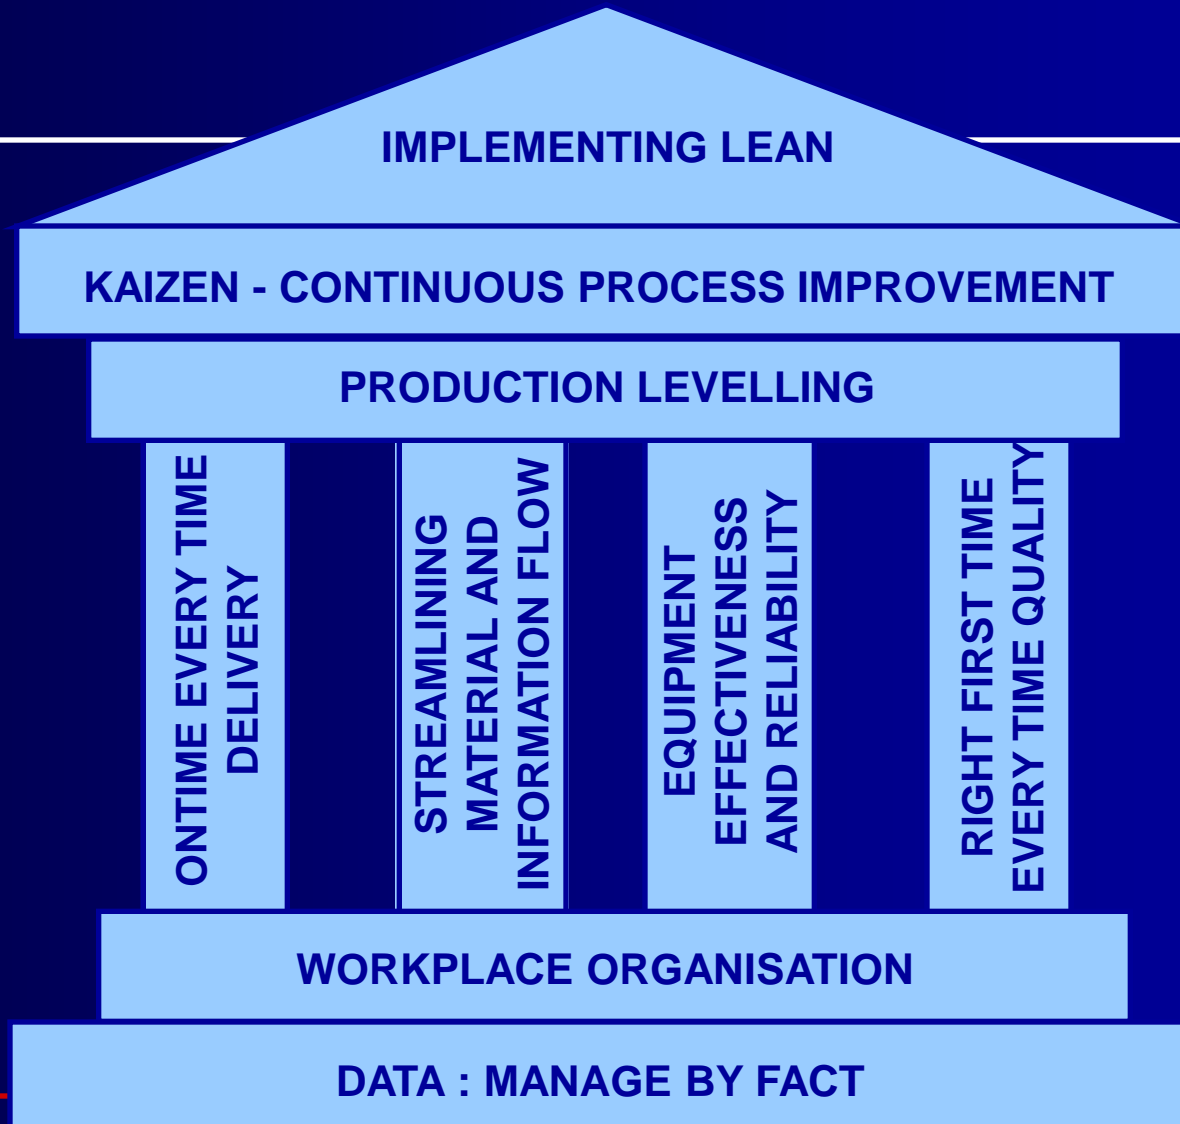 IMPLEMENTING LEAN
KAIZEN - CONTINUOUS PROCESS IMPROVEMENT
PRODUCTION LEVELLING
ONTIME EVERY TIME
DELIVERY
STREAMLINING
MATERIAL AND
INFORMATION FLOW
EQUIPMENT
EFFECTIVENESS
AND RELIABILITY
RIGHT FIRST TIME
EVERY TIME QUALITY
WORKPLACE ORGANISATION
DATA : MANAGE BY FACT